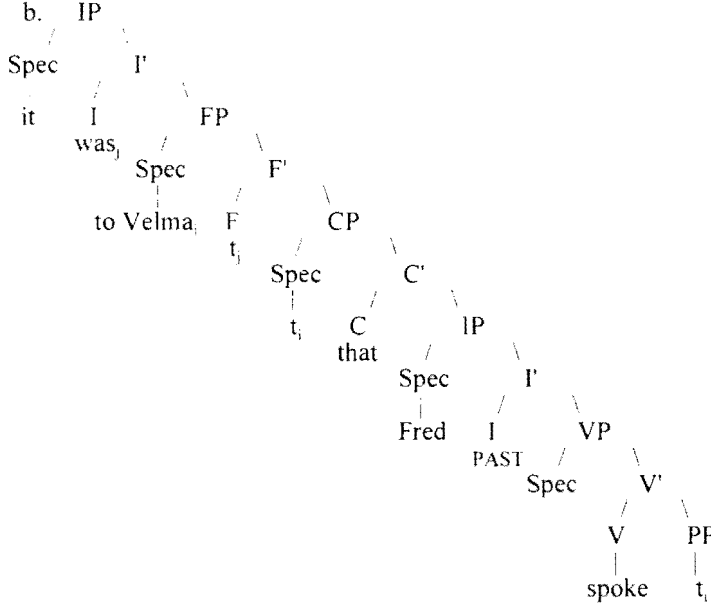 b. IP
Spec I'
it I FP
was_j Spec F'
to Velma_i F CP
t_j
Spec C'
t_i C IP
that
Spec I'
Fred I VP
PAST
Spec V'
V PP
spoke t_i